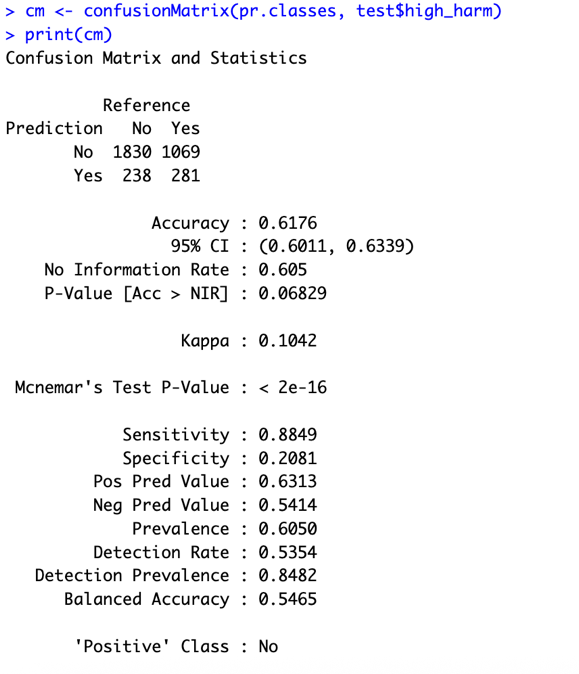 > cm <- confusionMatrix(pr.classes, test$high_harm)
> print(cm)
Confusion Matrix and Statistics
Reference
Prediction No Yes
No 1830 1069
Yes 238 281
Accuracy : 0.6176
95% CI : (0.6011, 0.6339)
No Information Rate : 0.605
P-Value [Acc > NIR] : 0.06829
Kappa : 0.1042
Mcnemar's Test P-Value : < 2e-16
Sensitivity : 0.8849
Specificity : 0.2081
Pos Pred Value : 0.6313
Neg Pred Value : 0.5414
Prevalence : 0.6050
Detection Rate : 0.5354
Detection Prevalence : 0.8482
Balanced Accuracy : 0.5465
'Positive' Class : No